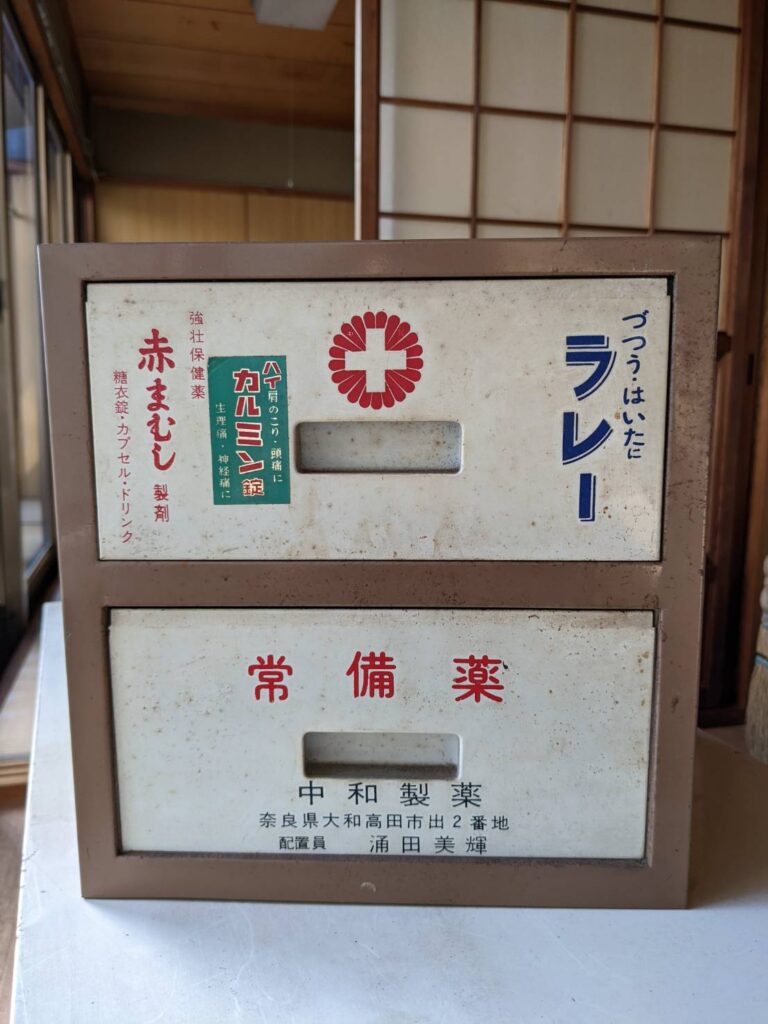 づつう・はいたに
ラレー
ハイ
カルミン錠
肩のこり・頭痛に
生理痛・神経痛に
強壮保健薬
赤まむし製剤
糖衣錠・カプセル・ドリンク
常備薬
中和製薬
奈良県大和高田市出2番地
配置員 涌田美輝